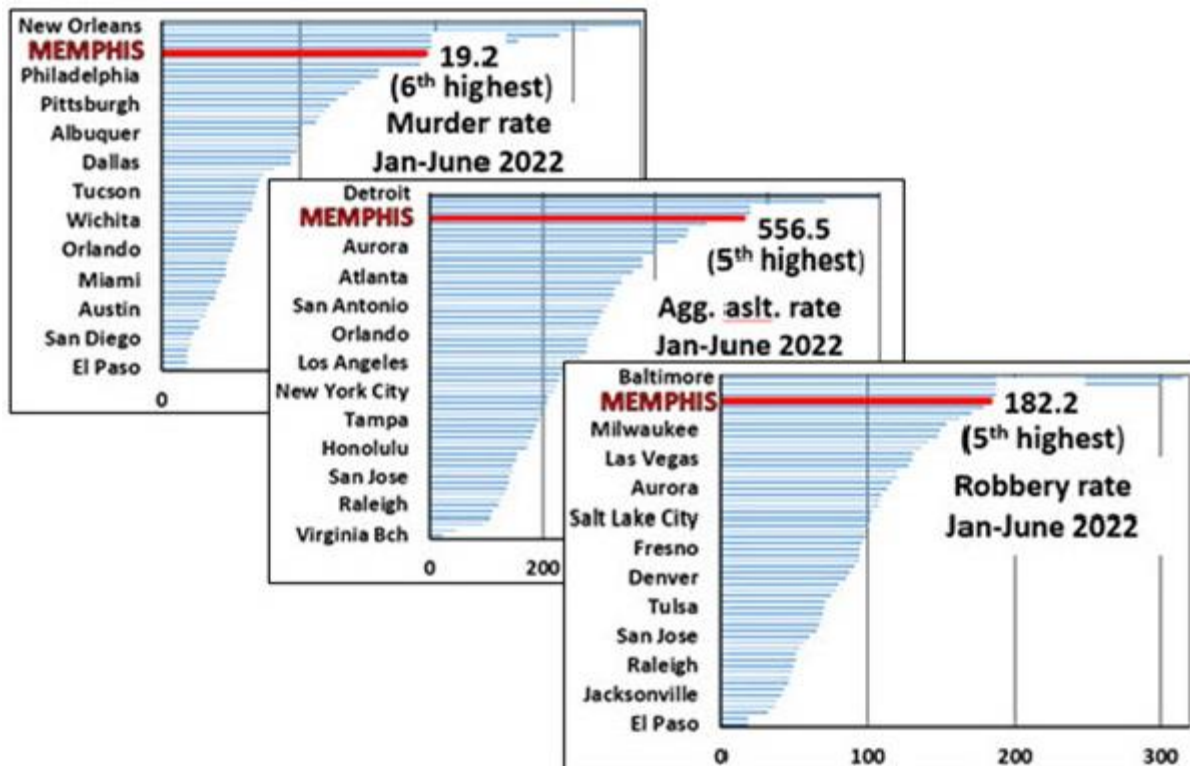 New Orleans
MEMPHIS
19.2
Philadelphia
(6th highest)
Pittsburgh
Murder rate
Albuquer
Jan-June 2022
Dallas
Tucson
Wichita
Orlando
Miami
Austin
San Diego
El Paso
0
Detroit
MEMPHIS
556.5
Aurora
(5th highest)
Atlanta
San Antonio
Agg. aslt. rate
Orlando
Jan-June 2022
Los Angeles
New York City
Tampa
Honolulu
San Jose
Raleigh
Virginia Bch
0 200
Baltimore
MEMPHIS
182.2
Milwaukee
(5th highest)
Las Vegas
Aurora
Robbery rate
Salt Lake City
Jan-June 2022
Fresno
Denver
Tulsa
San Jose
Raleigh
Jacksonville
El Paso
0 100 200 300